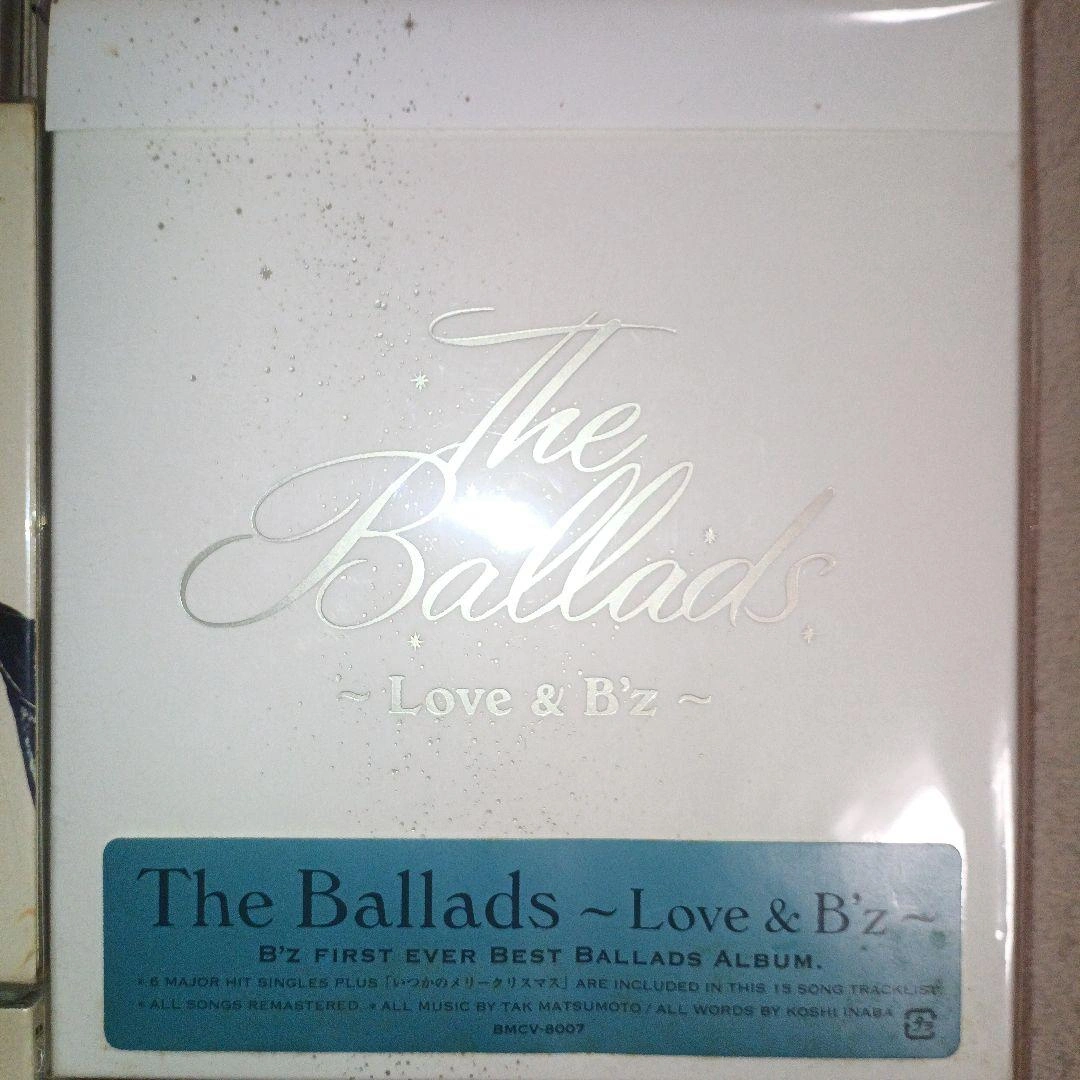 The
Ballads
~ Love & B'z ~
The Ballads ~ Love & B'z ~
B'z FIRST EVER BEST BALLADS ALBUM.
* 6 MAJOR HIT SINGLES PLUS「いつかのメリークリスマス」ARE INCLUDED IN THIS 15 SONG TRACKLIST.
* ALL SONGS REMASTERED. * ALL MUSIC BY TAK MATSUMOTO / ALL WORDS BY KOSHI INABA
BMCV-8007
プラ